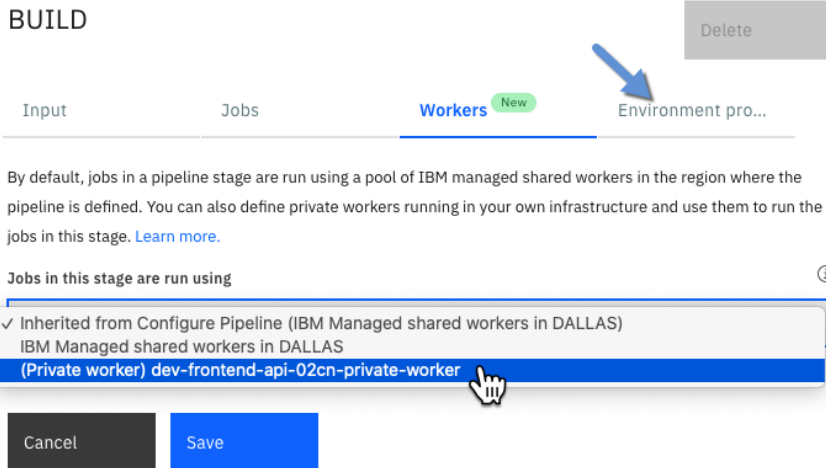 BUILD
Delete
Input
Jobs
Workers New
Environment pro...
By default, jobs in a pipeline stage are run using a pool of IBM managed shared workers in the region where the
pipeline is defined. You can also define private workers running in your own infrastructure and use them to run the
jobs in this stage. Learn more.
Jobs in this stage are run using
✓ Inherited from Configure Pipeline (IBM Managed shared workers in DALLAS)
IBM Managed shared workers in DALLAS
(Private worker) dev-frontend-api-02cn-private-worker
Cancel
Save